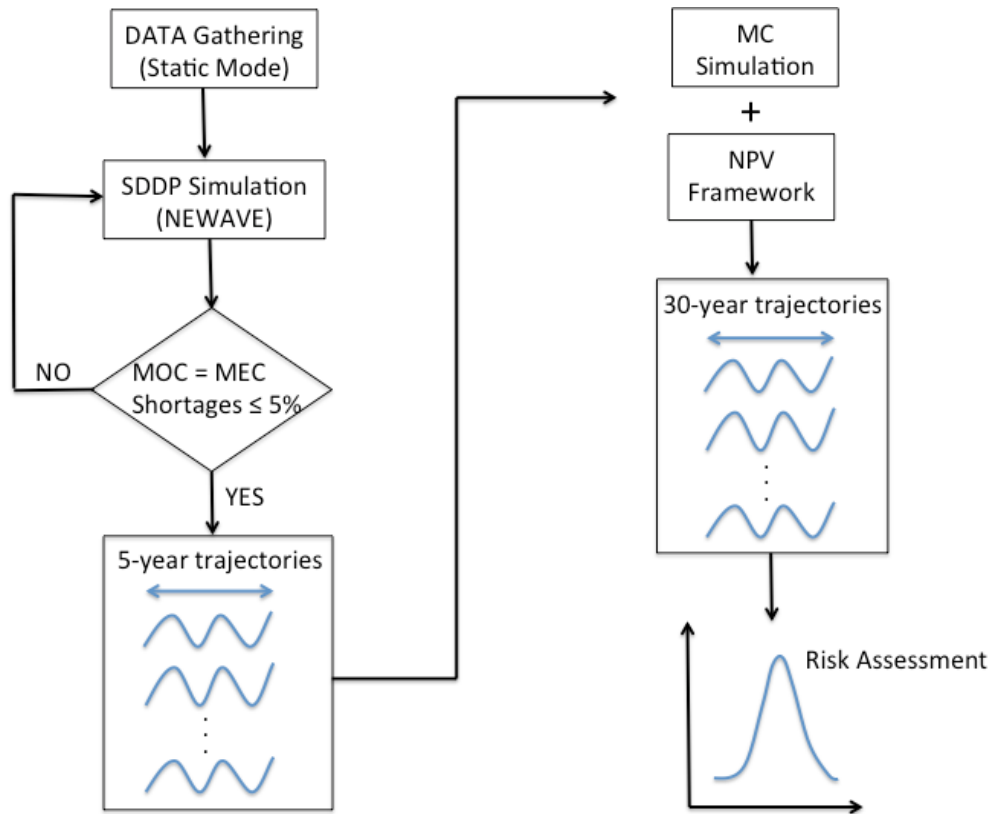 DATA Gathering
(Static Mode)
SDDP Simulation
(NEWAVE)
NO
MOC = MEC
Shortages ≤ 5%
YES
5-year trajectories
MC
Simulation
+
NPV
Framework
30-year trajectories
Risk Assessment